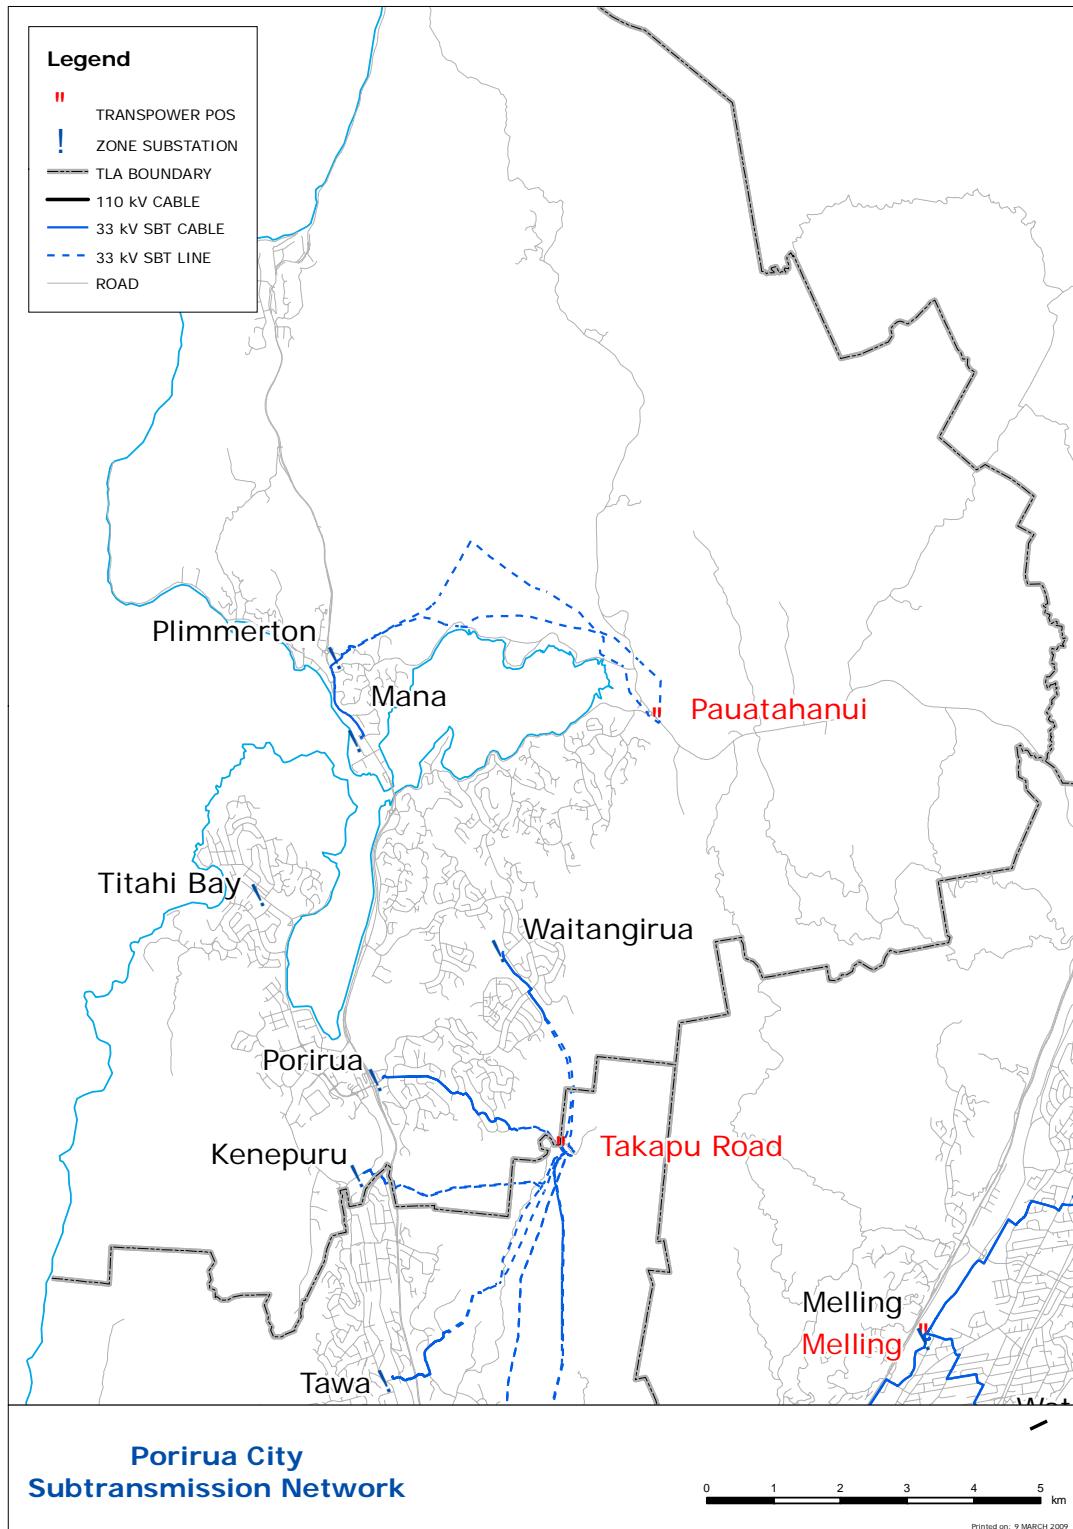 Legend
TRANSPOWER POS
ZONE SUBSTATION
TLA BOUNDARY
110 kV CABLE
33 kV SBT CABLE
33 kV SBT LINE
ROAD
Plimmerton
Mana
Pauatahanui
Titahi Bay
Waitangirua
Porirua
Takapu Road
Kenepuru
Melling
Melling
Tawa
Porirua City
Subtransmission Network
0 1 2 3 4 5
km
Printed on: 9 MARCH 2009